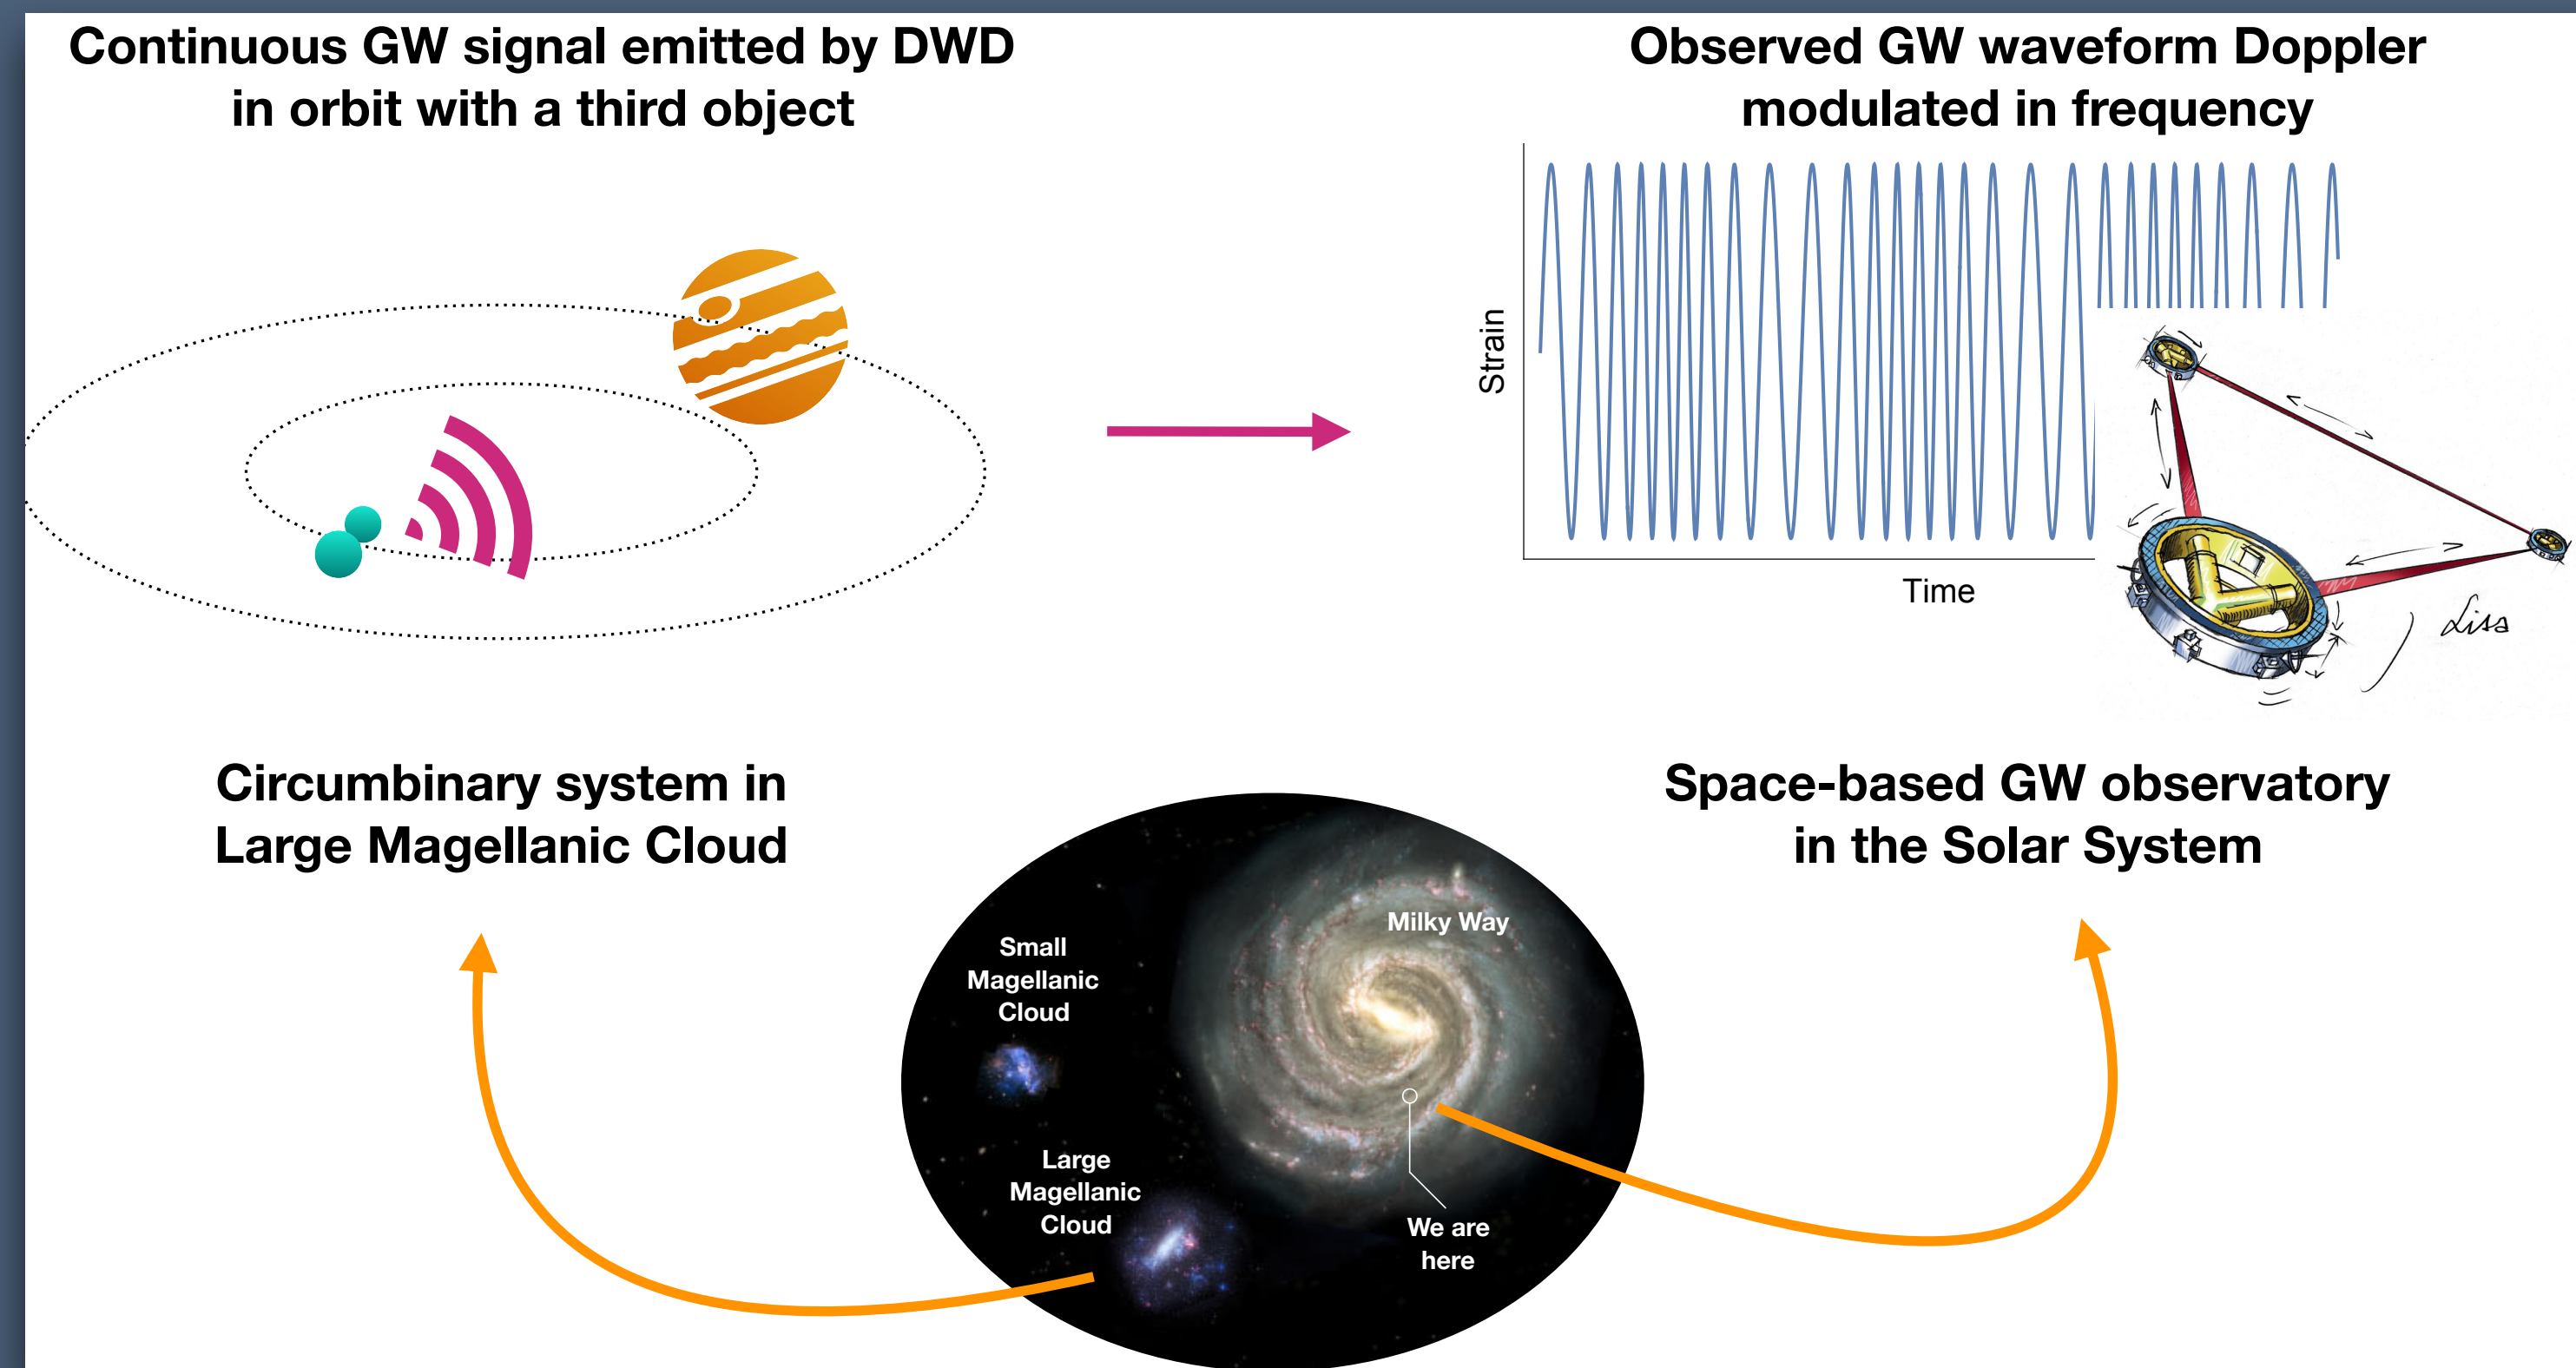 Continuous GW signal emitted by DWD
in orbit with a third object
Observed GW waveform Doppler
modulated in frequency
Strain
Time
Lisa
Circumbinary system in
Large Magellanic Cloud
Space-based GW observatory
in the Solar System
Milky Way
Small
Magellanic
Cloud
Large
Magellanic
Cloud
We are
here